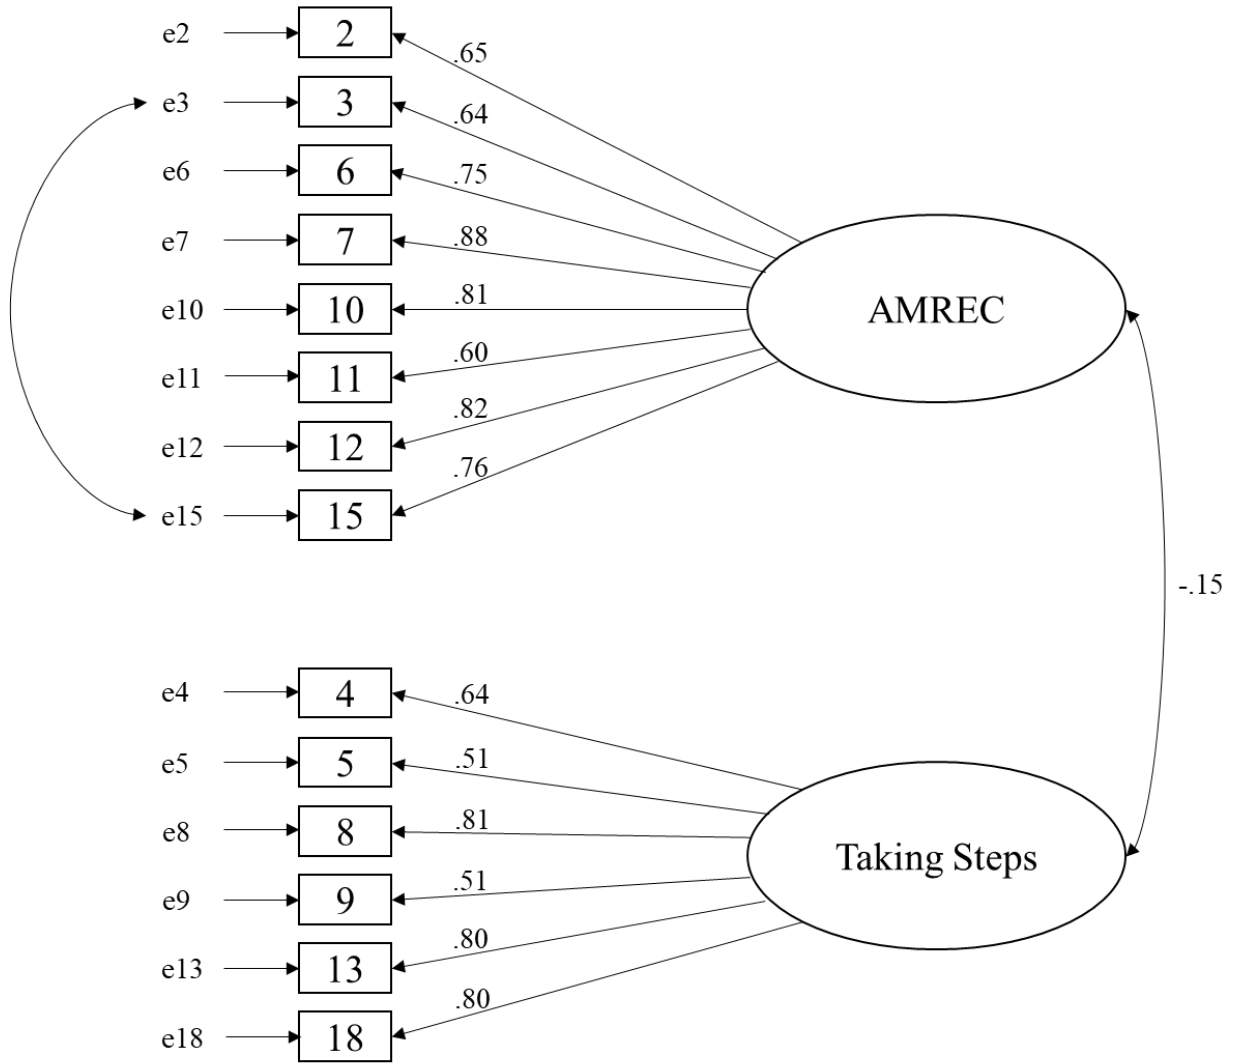 e2 2 .65
e3 3 .64
e6 6 .75
e7 7 .88
e10 10 .81
AMREC
e11 11 .60
e12 12 .82
e15 15 .76
-.15
e4 4 .64
e5 5 .51
e8 8 .81
Taking Steps
e9 9 .51
e13 13 .80
e18 18 .80